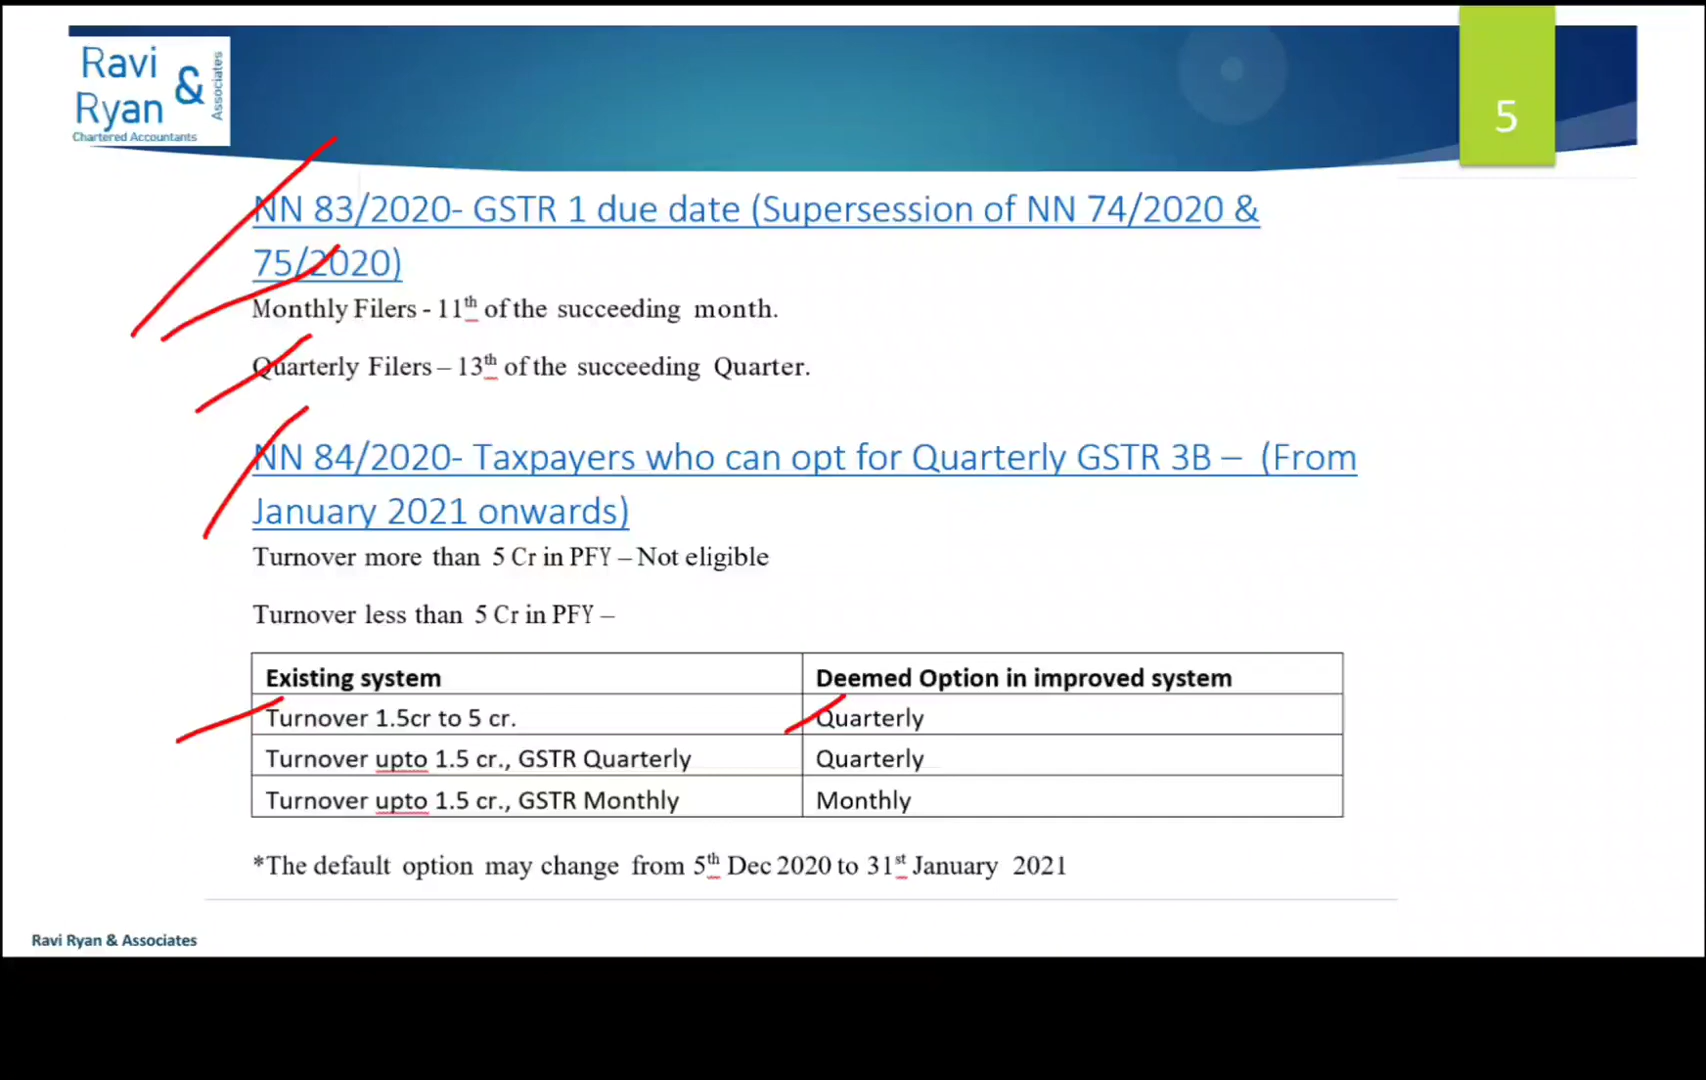 Ravi
Ryan
&
Associates
Chartered Accountants
5
NN 83/2020- GSTR 1 due date (Supersession of NN 74/2020 &
75/2020)
Monthly Filers - 11th of the succeeding month.
Quarterly Filers – 13th of the succeeding Quarter.
NN 84/2020- Taxpayers who can opt for Quarterly GSTR 3B – (From
January 2021 onwards)
Turnover more than 5 Cr in PFY – Not eligible
Turnover less than 5 Cr in PFY –
Existing system Deemed Option in improved system
Turnover 1.5cr to 5 cr. Quarterly
Turnover upto 1.5 cr., GSTR Quarterly Quarterly
Turnover upto 1.5 cr., GSTR Monthly Monthly
*The default option may change from 5th Dec 2020 to 31st January 2021
Ravi Ryan & Associates